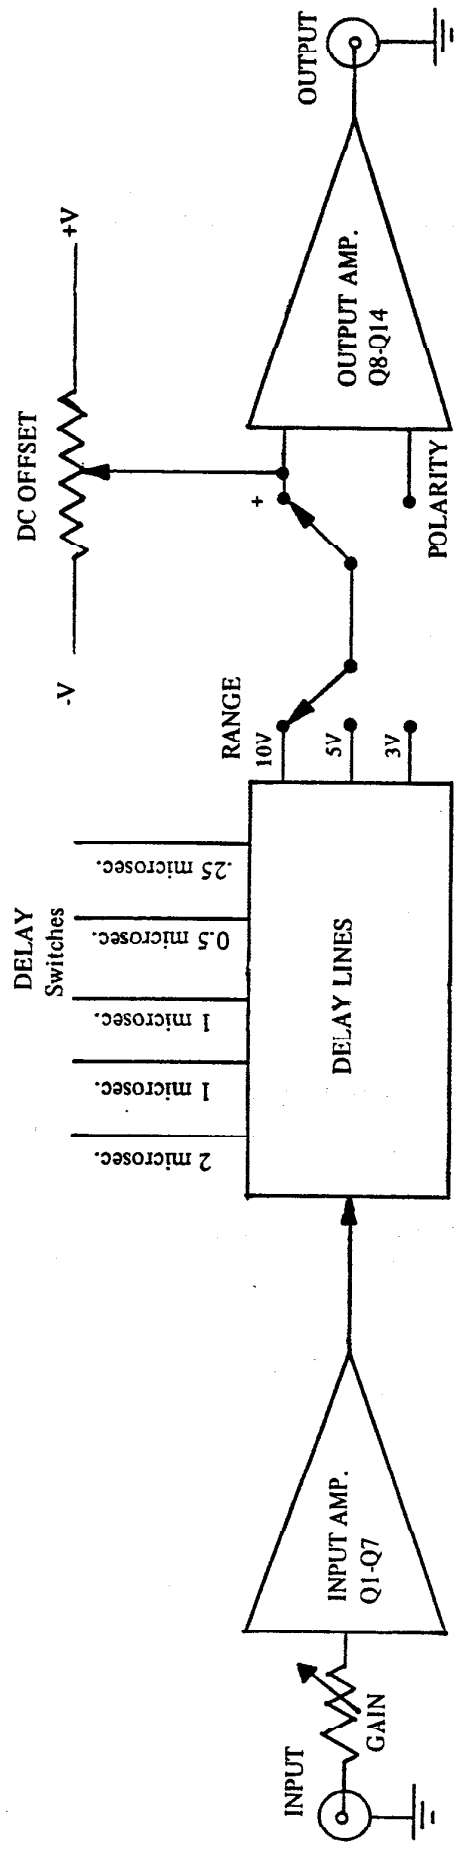 INPUT
GAIN
INPUT AMP.
Q1-Q7
DELAY
Switches
2 microsec.
1 microsec.
1 microsec.
0.5 microsec.
.25 microsec.
DELAY LINES
RANGE
10V
5V
3V
DC OFFSET
-V
+V
+
POLARITY
OUTPUT AMP.
Q8-Q14
OUTPUT